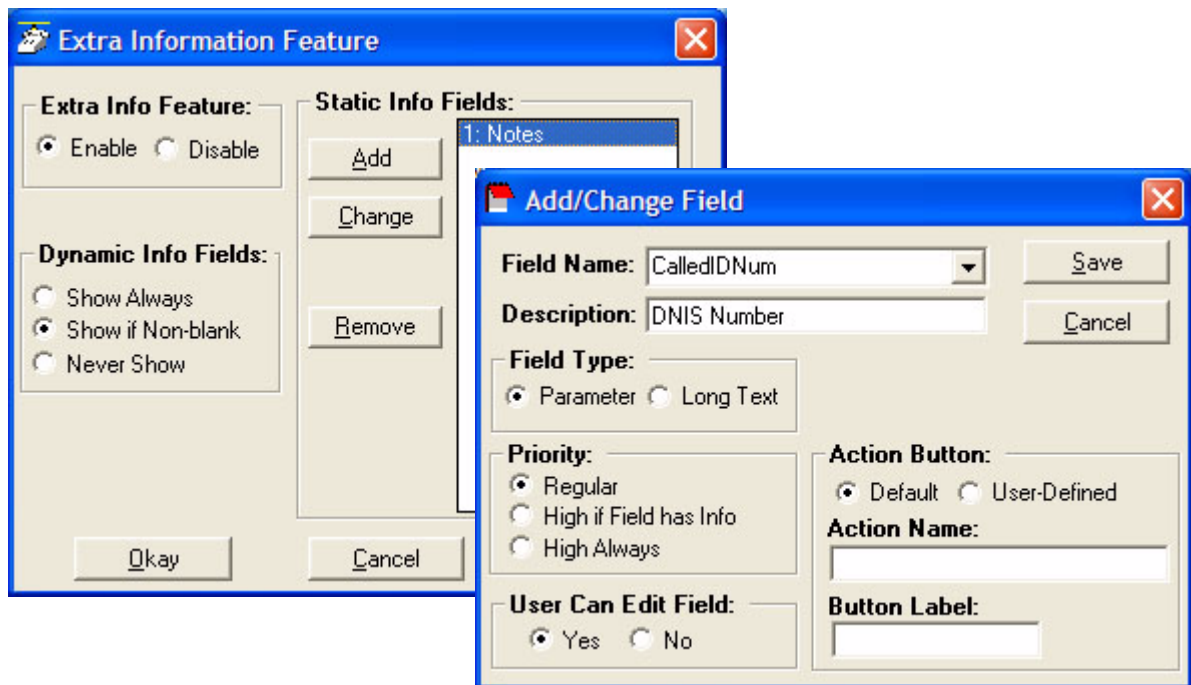 Extra Information Feature
Extra Info Feature:
Enable Disable
Dynamic Info Fields:
Show Always
Show if Non-blank
Never Show
Static Info Fields:
Add
Change
Remove
1: Notes
Okay
Cancel
Add/Change Field
Field Name: CalledIDNum
Description: DNIS Number
Save
Cancel
Field Type:
Parameter Long Text
Priority:
Regular
High if Field has Info
High Always
User Can Edit Field:
Yes No
Action Button:
Default User-Defined
Action Name:
Button Label: